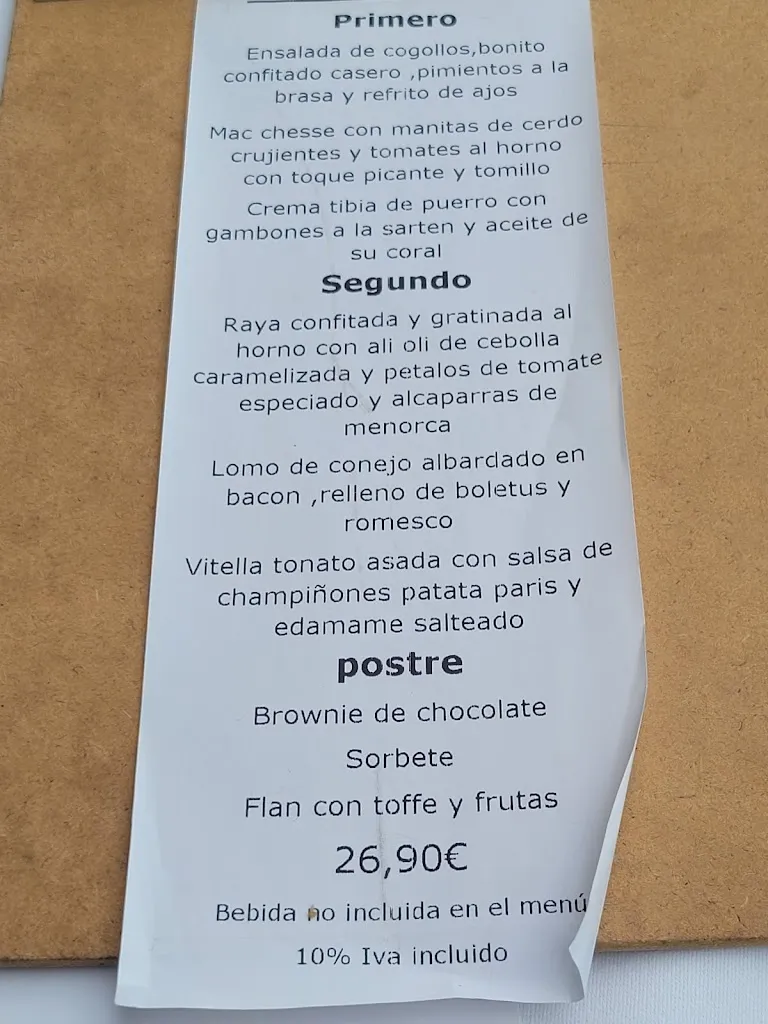 Primero
Ensalada de cogollos,bonito
confitado casero ,pimientos a la
brasa y refrito de ajos
Mac chesse con manitas de cerdo
crujientes y tomates al horno
con toque picante y tomillo
Crema tibia de puerro con
gambones a la sarten y aceite de
su coral
Segundo
Raya confitada y gratinada al
horno con ali oli de cebolla
caramelizada y petalos de tomate
especiado y alcaparras de
menorca
Lomo de conejo albardado en
bacon ,relleno de boletus y
romesco
Vitella tonato asada con salsa de
champiñones patata paris y
edamame salteado
postre
Brownie de chocolate
Sorbete
Flan con toffe y frutas
26,90€
Bebida no incluida en el menú
10% Iva incluido